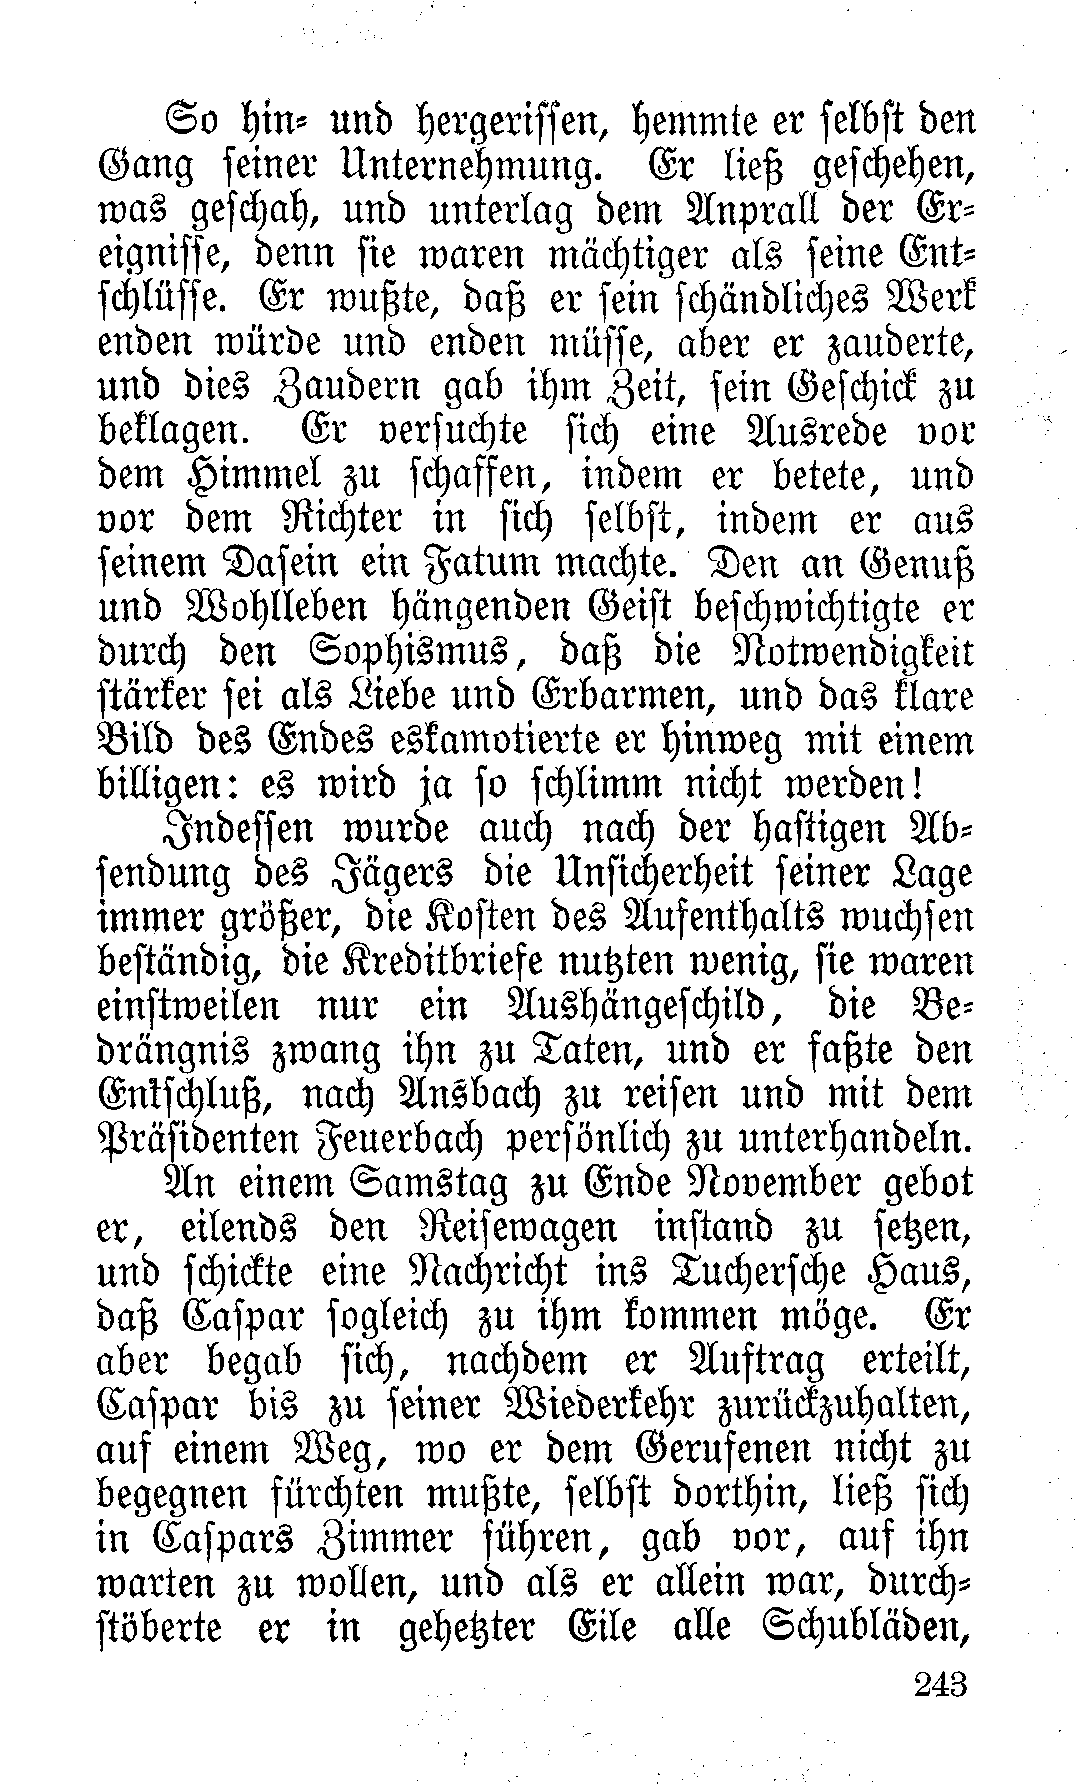 So hin- und hergerissen, hemmte er selbst den
Gang seiner Unternehmung. Er ließ geschehen,
was geschah, und unterlag dem Anprall der Er-
eignisse, denn sie waren mächtiger als seine Ent-
schlüsse. Er wußte, daß er sein schändliches Werk
enden würde und enden müsse, aber er zauderte,
und dies Zaudern gab ihm Zeit, sein Geschick zu
beklagen. Er versuchte sich eine Ausrede vor
dem Himmel zu schaffen, indem er betete, und
vor dem Richter in sich selbst, indem er aus
seinem Dasein ein Fatum machte. Den an Genuß
und Wohlleben hängenden Geist beschwichtigte er
durch den Sophismus, daß die Notwendigkeit
stärker sei als Liebe und Erbarmen, und das klare
Bild des Endes eskamotierte er hinweg mit einem
billigen: es wird ja so schlimm nicht werden!
Indessen wurde auch nach der hastigen Ab-
sendung des Jägers die Unsicherheit seiner Lage
immer größer, die Kosten des Aufenthalts wuchsen
beständig, die Kreditbriefe nutzten wenig, sie waren
einstweilen nur ein Aushängeschild, die Be-
drängnis zwang ihn zu Taten, und er faßte den
Entschluß, nach Ansbach zu reisen und mit dem
Präsidenten Feuerbach persönlich zu unterhandeln.
An einem Samstag zu Ende November gebot
er, eilends den Reisewagen instand zu setzen,
und schickte eine Nachricht ins Tuchersche Haus,
daß Caspar sogleich zu ihm kommen möge. Er
aber begab sich, nachdem er Auftrag erteilt,
Caspar bis zu seiner Wiederkehr zurückzuhalten,
auf einem Weg, wo er dem Gerufenen nicht zu
begegnen fürchten mußte, selbst dorthin, ließ sich
in Caspars Zimmer führen, gab vor, auf ihn
warten zu wollen, und als er allein war, durch-
stöberte er in gehetzter Eile alle Schubläden,
243